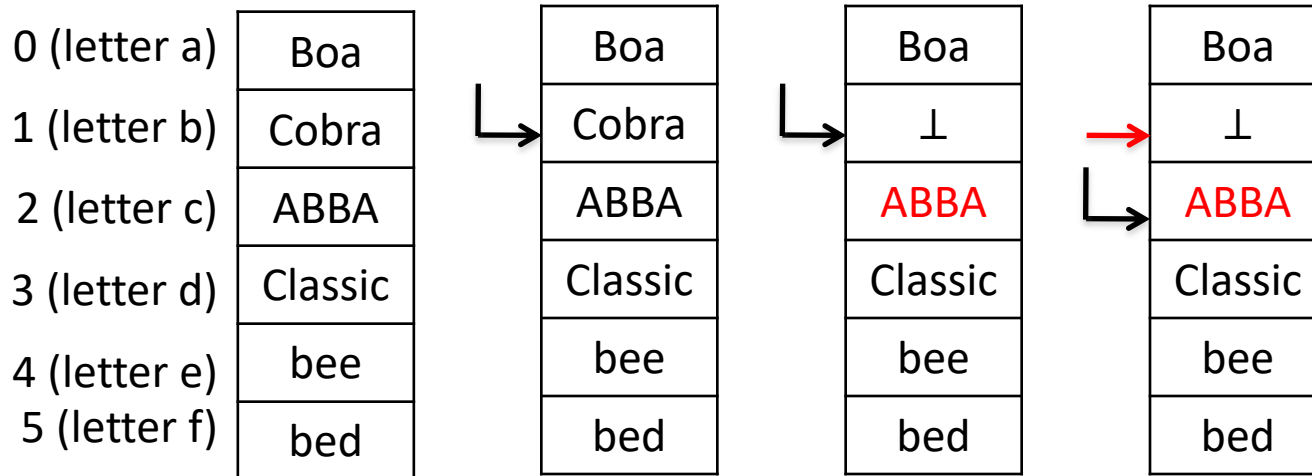 0 (letter a) Boa Boa Boa Boa
1 (letter b) Cobra Cobra ⊥ ⊥
2 (letter c) ABBA ABBA ABBA ABBA
3 (letter d) Classic Classic Classic Classic
4 (letter e) bee bee bee bee
5 (letter f) bed bed bed bed